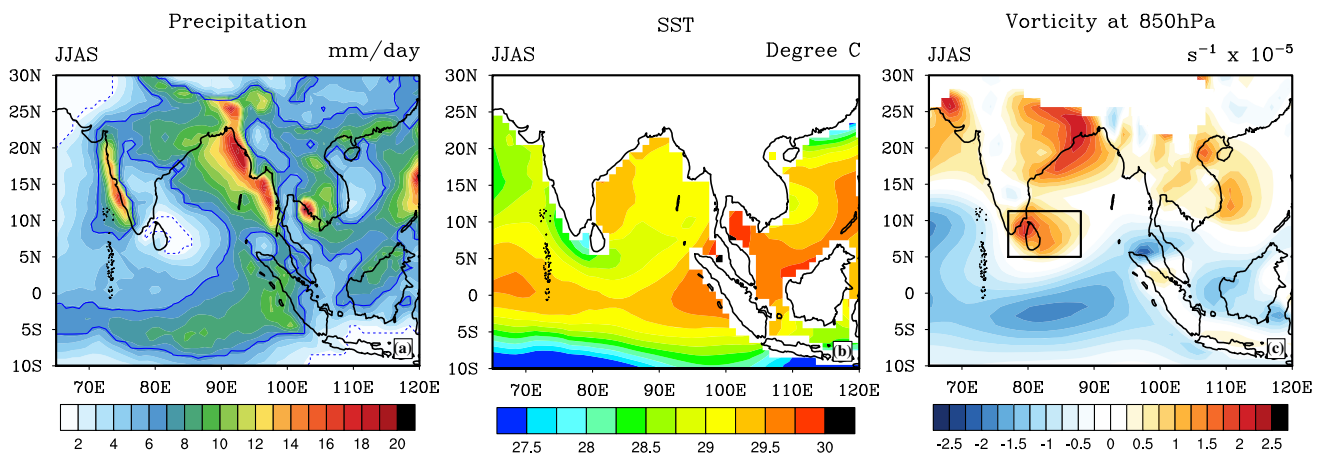 Precipitation
JJAS mm/day
30N
25N
20N
15N
10N
5N
0
5S
10S
(a)
70E 80E 90E 100E 110E 120E
2 4 6 8 10 12 14 16 18 20
SST
JJAS Degree C
30N
25N
20N
15N
10N
5N
0
5S
10S
(b)
70E 80E 90E 100E 110E 120E
27.5 28 28.5 29 29.5 30
Vorticity at 850hPa
JJAS s⁻¹ x 10⁻⁵
30N
25N
20N
15N
10N
5N
0
5S
10S
(c)
70E 80E 90E 100E 110E 120E
-2.5 -2 -1.5 -1 -0.5 0 0.5 1 1.5 2 2.5